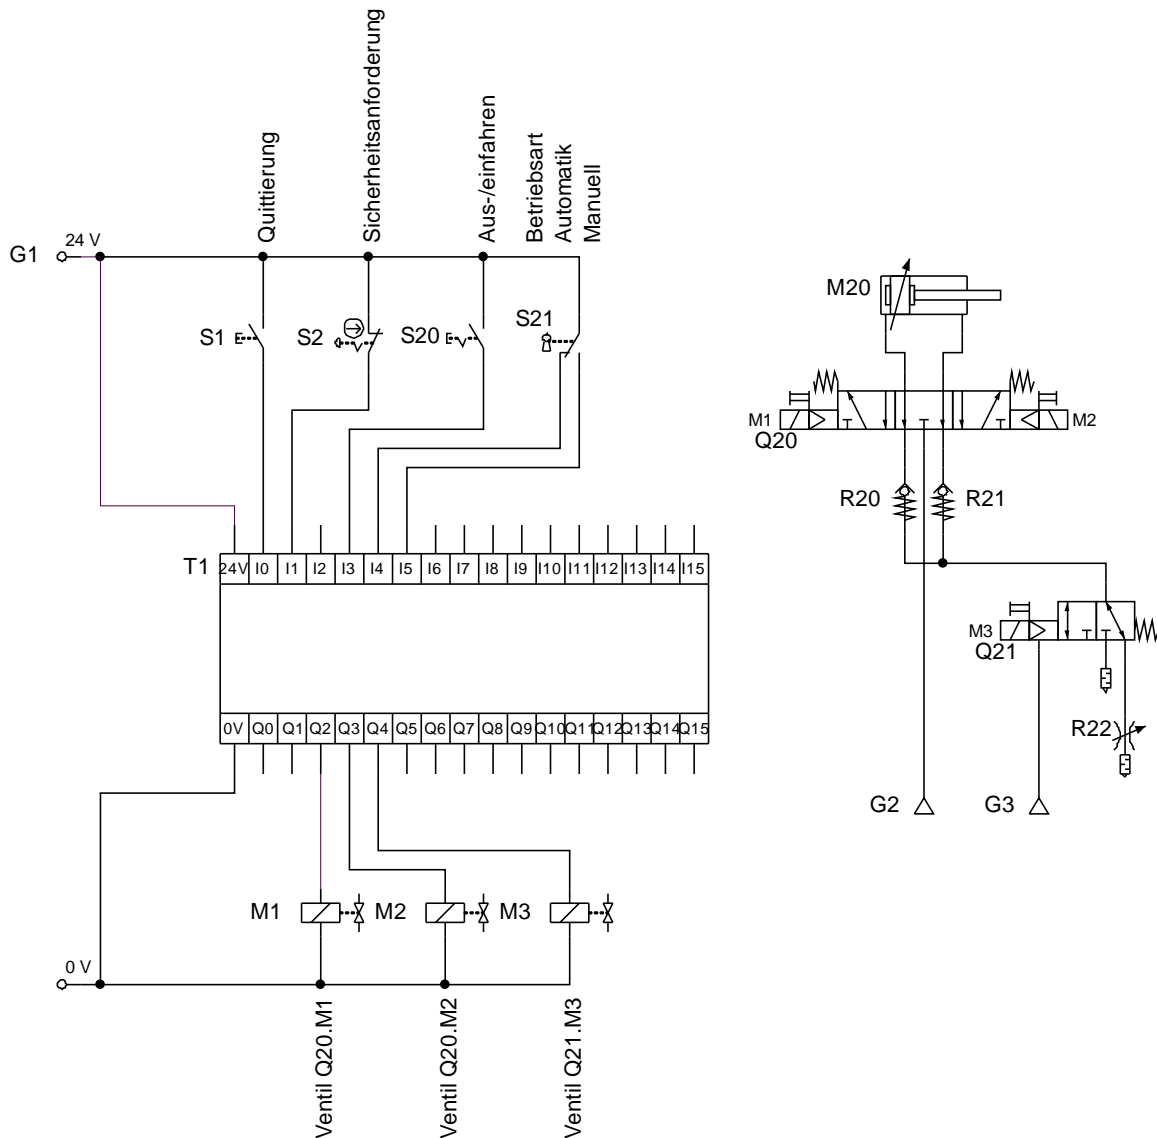 Quittierung
Sicherheitsanforderung
Aus-/einfahren
Betriebsart
Automatik
Manuell
24 V
G1
S1
S2
S20
S21
M20
M1
Q20
M2
R20
R21
T1
24V I0 I1 I2 I3 I4 I5 I6 I7 I8 I9 I10 I11 I12 I13 I14 I15
M3
Q21
0V Q0 Q1 Q2 Q3 Q4 Q5 Q6 Q7 Q8 Q9 Q10 Q11 Q12 Q13 Q14 Q15
R22
G2
G3
M1
M2
M3
0 V
Ventil Q20.M1
Ventil Q20.M2
Ventil Q21.M3